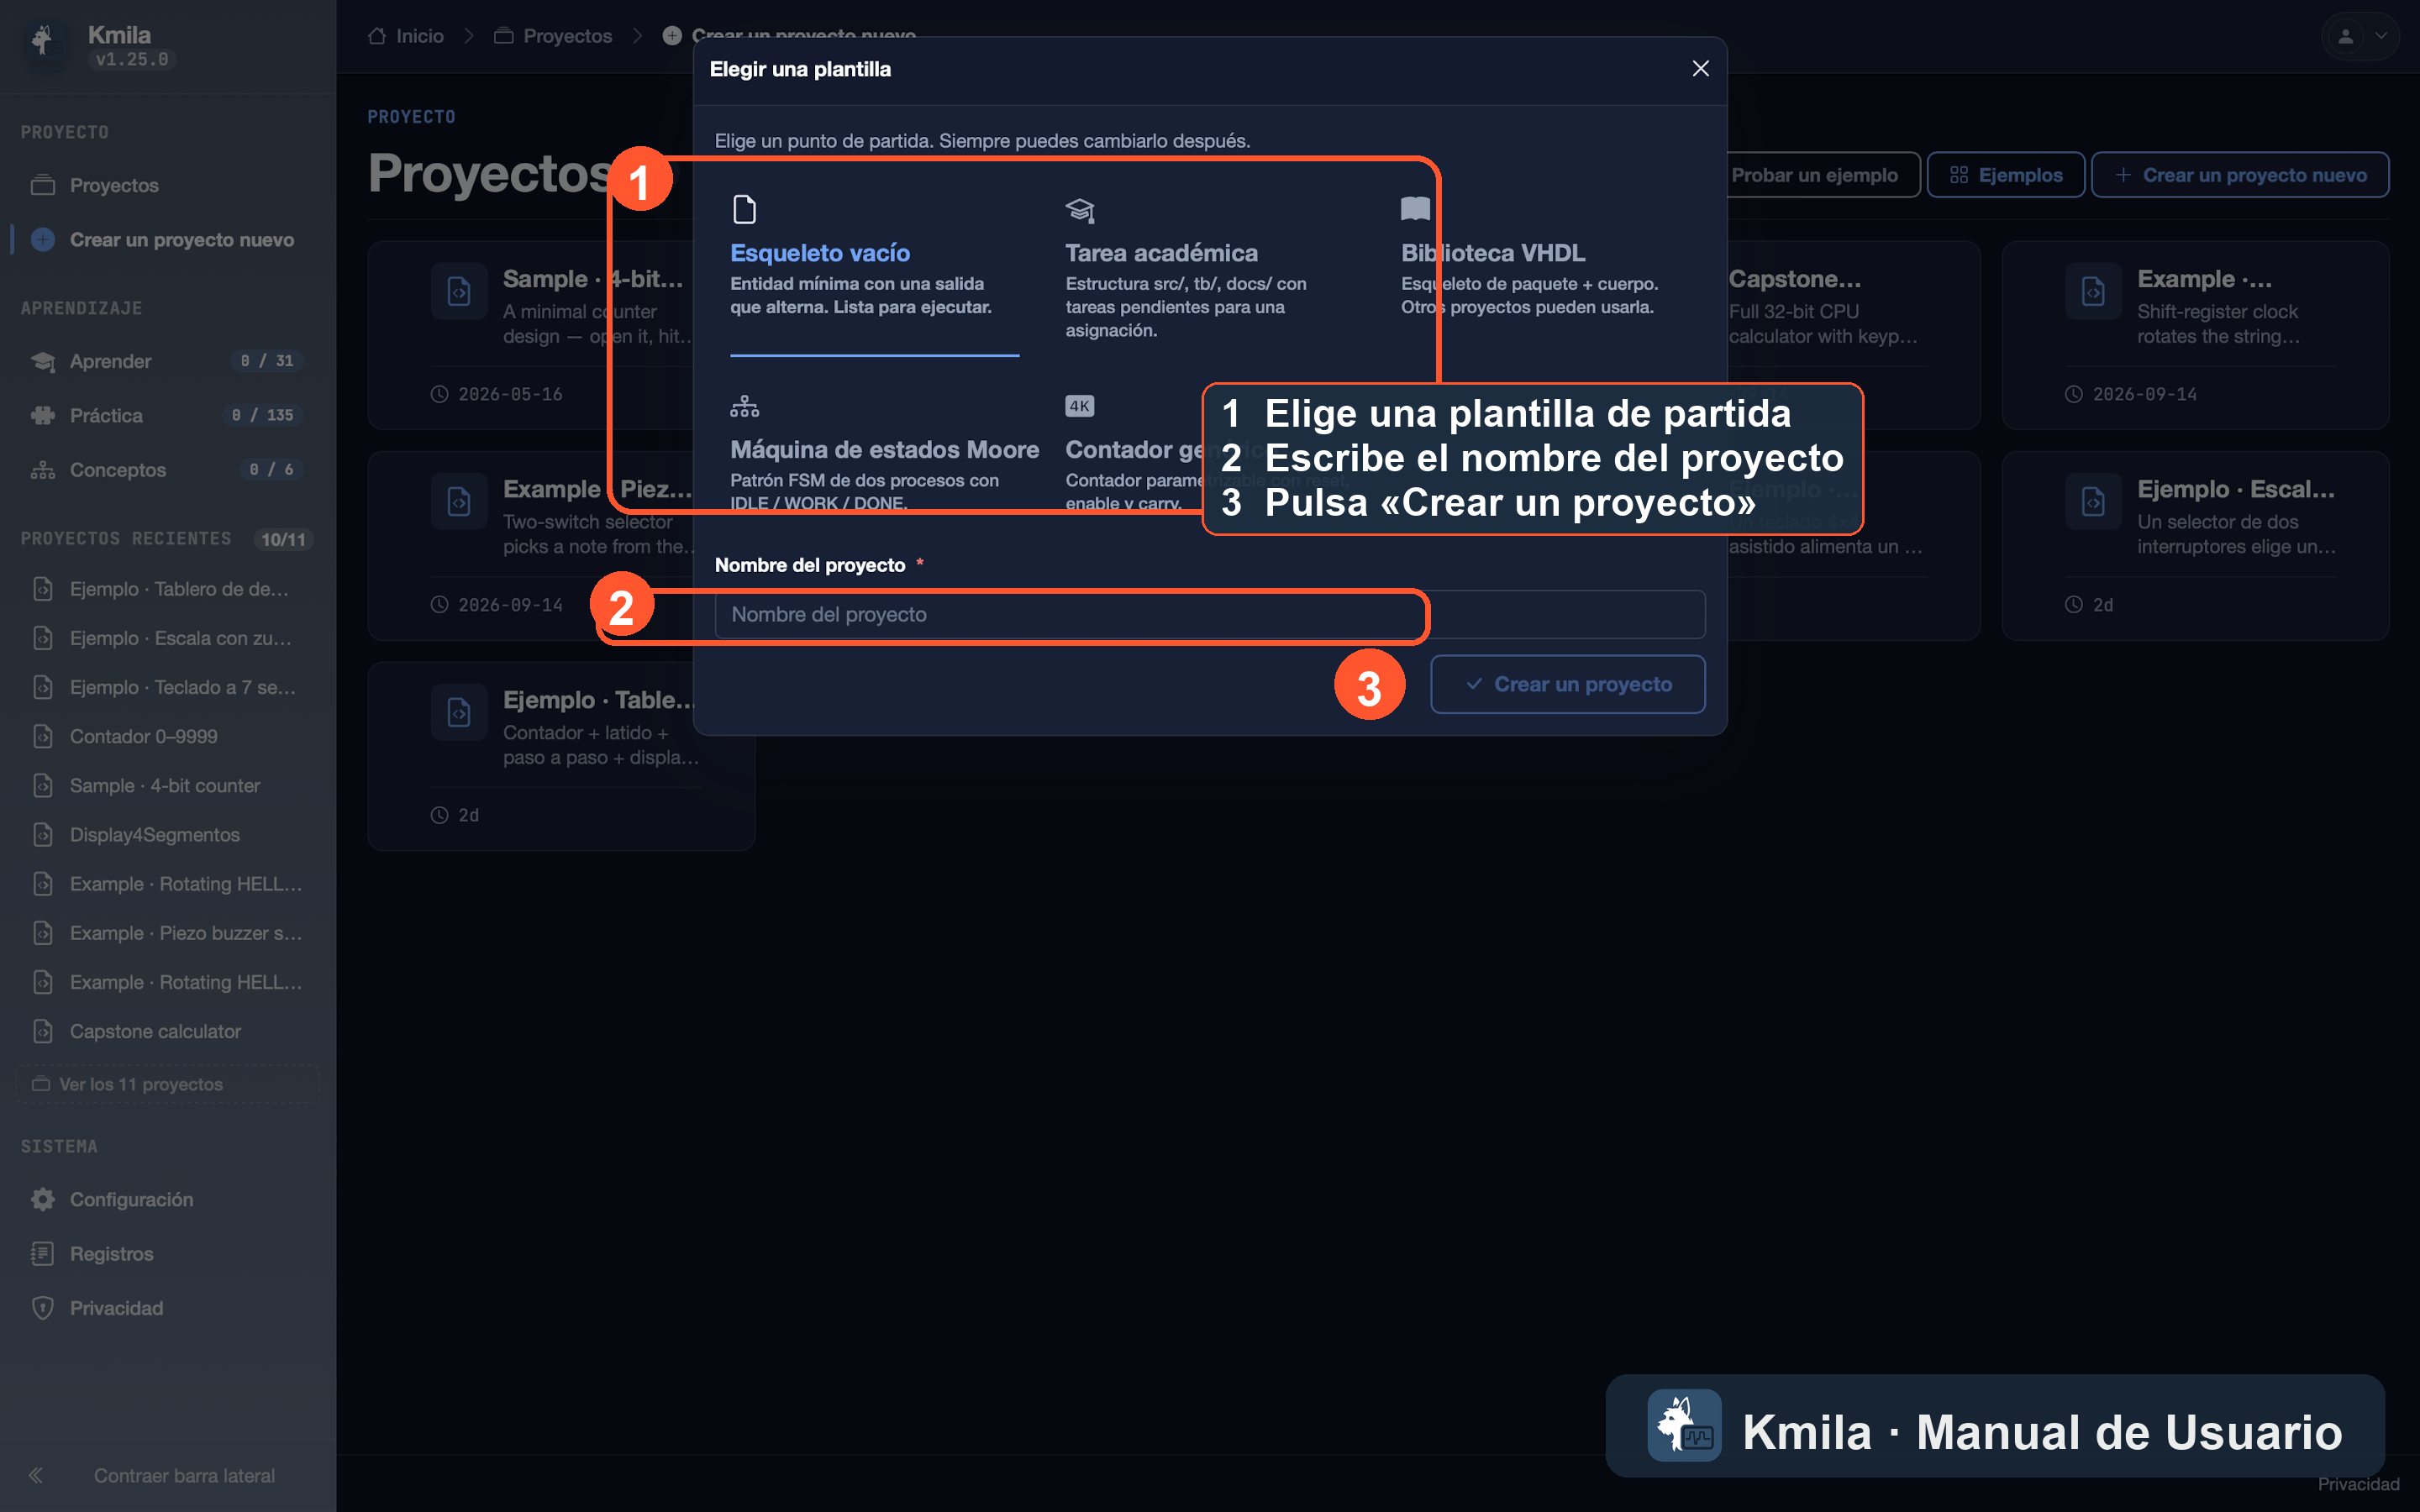 Kmila
v1.25.0
PROYECTO
Proyectos
Crear un proyecto nuevo
APRENDIZAJE
Aprender 0 / 31
Práctica 0 / 135
Conceptos 0 / 6
PROYECTOS RECIENTES 10/11
Ejemplo · Tablero de de...
Ejemplo · Escala con zu...
Ejemplo · Teclado a 7 se...
Contador 0–9999
Sample · 4-bit counter
Display4Segmentos
Example · Rotating HELL...
Example · Piezo buzzer s...
Example · Rotating HELL...
Capstone calculator
Ver los 11 proyectos
SISTEMA
Configuración
Registros
Privacidad
Contraer barra lateral
Inicio > Proyectos > Crear un proyecto nuevo
PROYECTO
Proyectos
Probar un ejemplo
Ejemplos
Crear un proyecto nuevo
Sample · 4-bit...
A minimal counter
design — open it, hit...
2026-05-16
Capstone...
Full 32-bit CPU
calculator with keyp...
Example ·...
Shift-register clock
rotates the string...
2026-09-14
Example · Piez...
Two-switch selector
picks a note from the...
2026-09-14
Ejemplo ·...
asistido alimenta un ...
Ejemplo · Escal...
Un selector de dos
interruptores elige un...
2d
Ejemplo · Table...
Contador + latido +
paso a paso + displa...
2d
Elegir una plantilla
Elige un punto de partida. Siempre puedes cambiarlo después.
1
Esqueleto vacío
Entidad mínima con una salida
que alterna. Lista para ejecutar.
Tarea académica
Estructura src/, tb/, docs/ con
tareas pendientes para una
asignación.
Biblioteca VHDL
Esqueleto de paquete + cuerpo.
Otros proyectos pueden usarla.
Máquina de estados Moore
Patrón FSM de dos procesos con
IDLE / WORK / DONE.
4K
Contador genérico
Contador parametrizable con reset,
enable y carry.
1 Elige una plantilla de partida
2 Escribe el nombre del proyecto
3 Pulsa «Crear un proyecto»
Nombre del proyecto *
2
Nombre del proyecto
3
Crear un proyecto
Kmila · Manual de Usuario
Privacidad